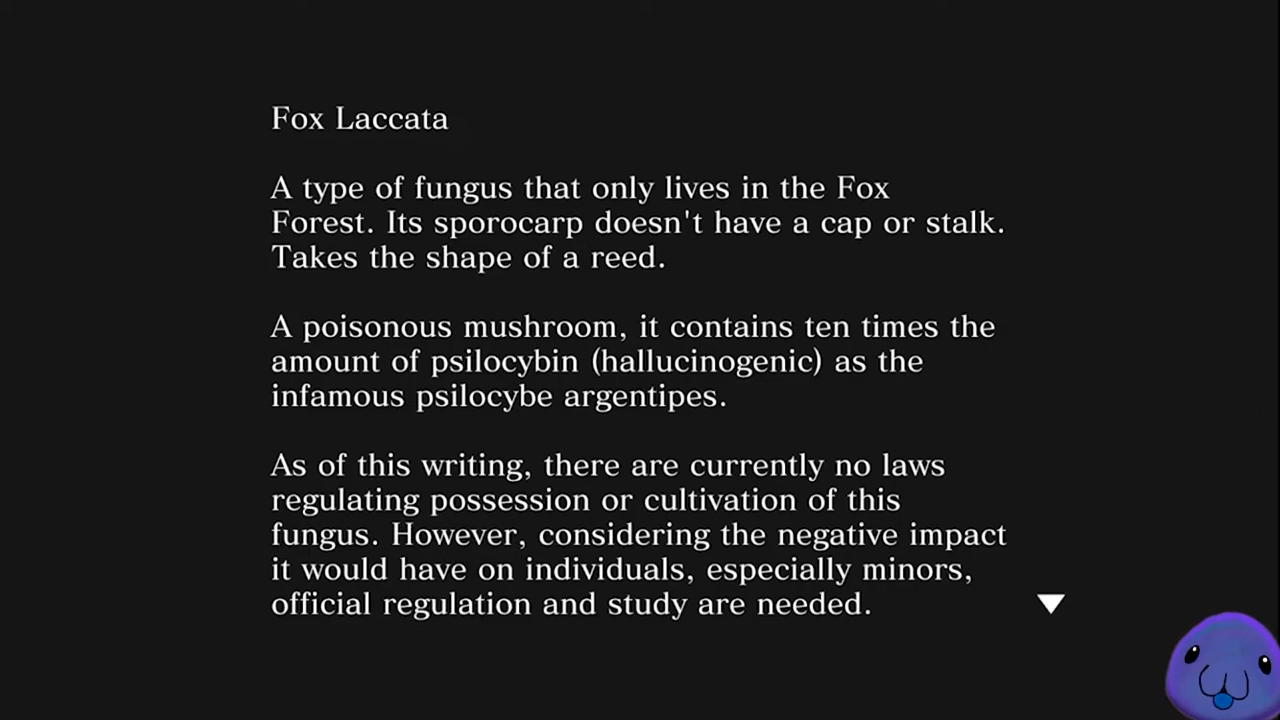 Fox Laccata
A type of fungus that only lives in the Fox
Forest. Its sporocarp doesn't have a cap or stalk.
Takes the shape of a reed.
A poisonous mushroom, it contains ten times the
amount of psilocybin (hallucinogenic) as the
infamous psilocybe argentipes.
As of this writing, there are currently no laws
regulating possession or cultivation of this
fungus. However, considering the negative impact
it would have on individuals, especially minors,
official regulation and study are needed.